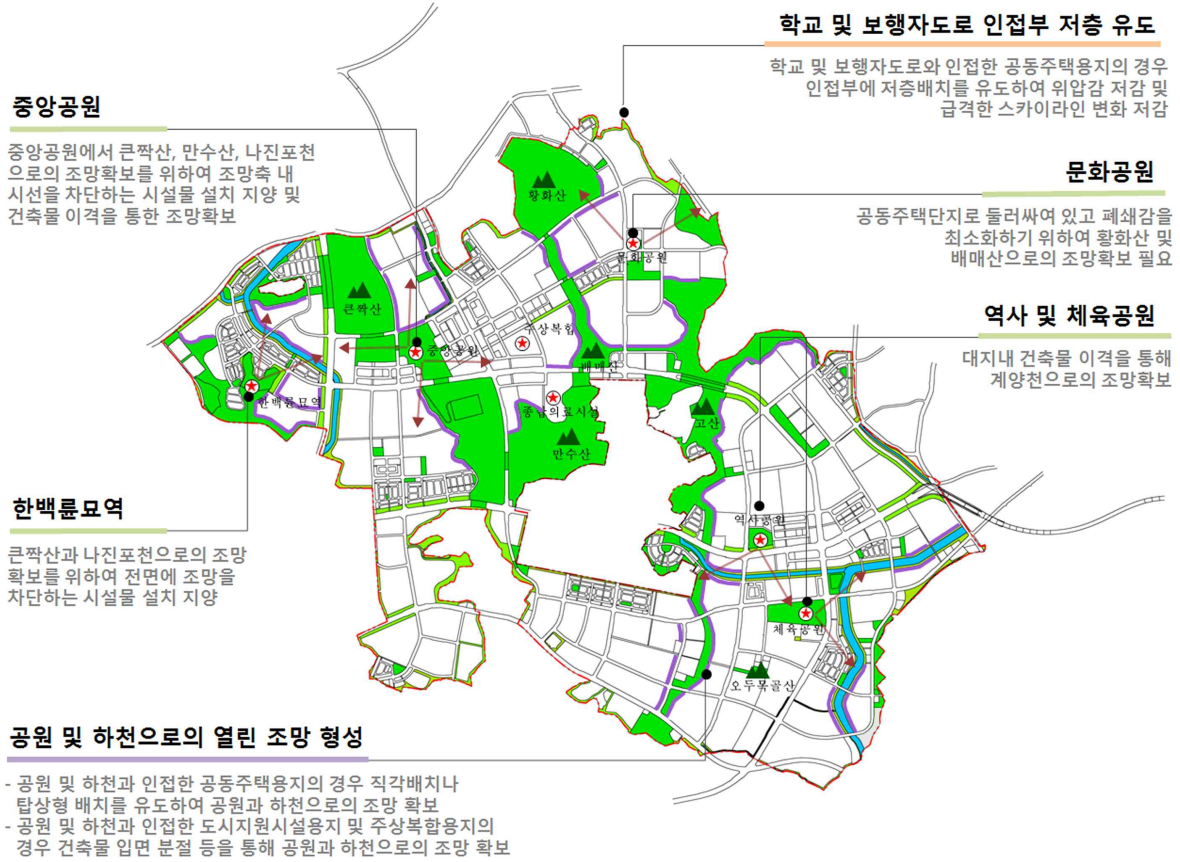 학교 및 보행자도로 인접부 저층 유도
학교 및 보행자도로와 인접한 공동주택용지의 경우
인접부에 저층배치를 유도하여 위압감 저감 및
급격한 스카이라인 변화 저감
중앙공원
중앙공원에서 큰짝산, 만수산, 나진포천
으로의 조망확보를 위하여 조망축 내
시선을 차단하는 시설물 설치 지양 및
건축물 이격을 통한 조망확보
문화공원
공동주택단지로 둘러싸여 있고 폐쇄감을
최소화하기 위하여 황화산 및
배매산으로의 조망확보 필요
역사 및 체육공원
대지내 건축물 이격을 통해
계양천으로의 조망확보
황화산
문화공원
큰짝산
주상복합
중앙공원
배매산
한백륜묘역
종합의료시설
고산
만수산
역사공원
체육공원
오두목골산
한백륜묘역
큰짝산과 나진포천으로의 조망
확보를 위하여 전면에 조망을
차단하는 시설물 설치 지양
공원 및 하천으로의 열린 조망 형성
- 공원 및 하천과 인접한 공동주택용지의 경우 직각배치나
탑상형 배치를 유도하여 공원과 하천으로의 조망 확보
- 공원 및 하천과 인접한 도시지원시설용지 및 주상복합용지의
경우 건축물 입면 분절 등을 통해 공원과 하천으로의 조망 확보